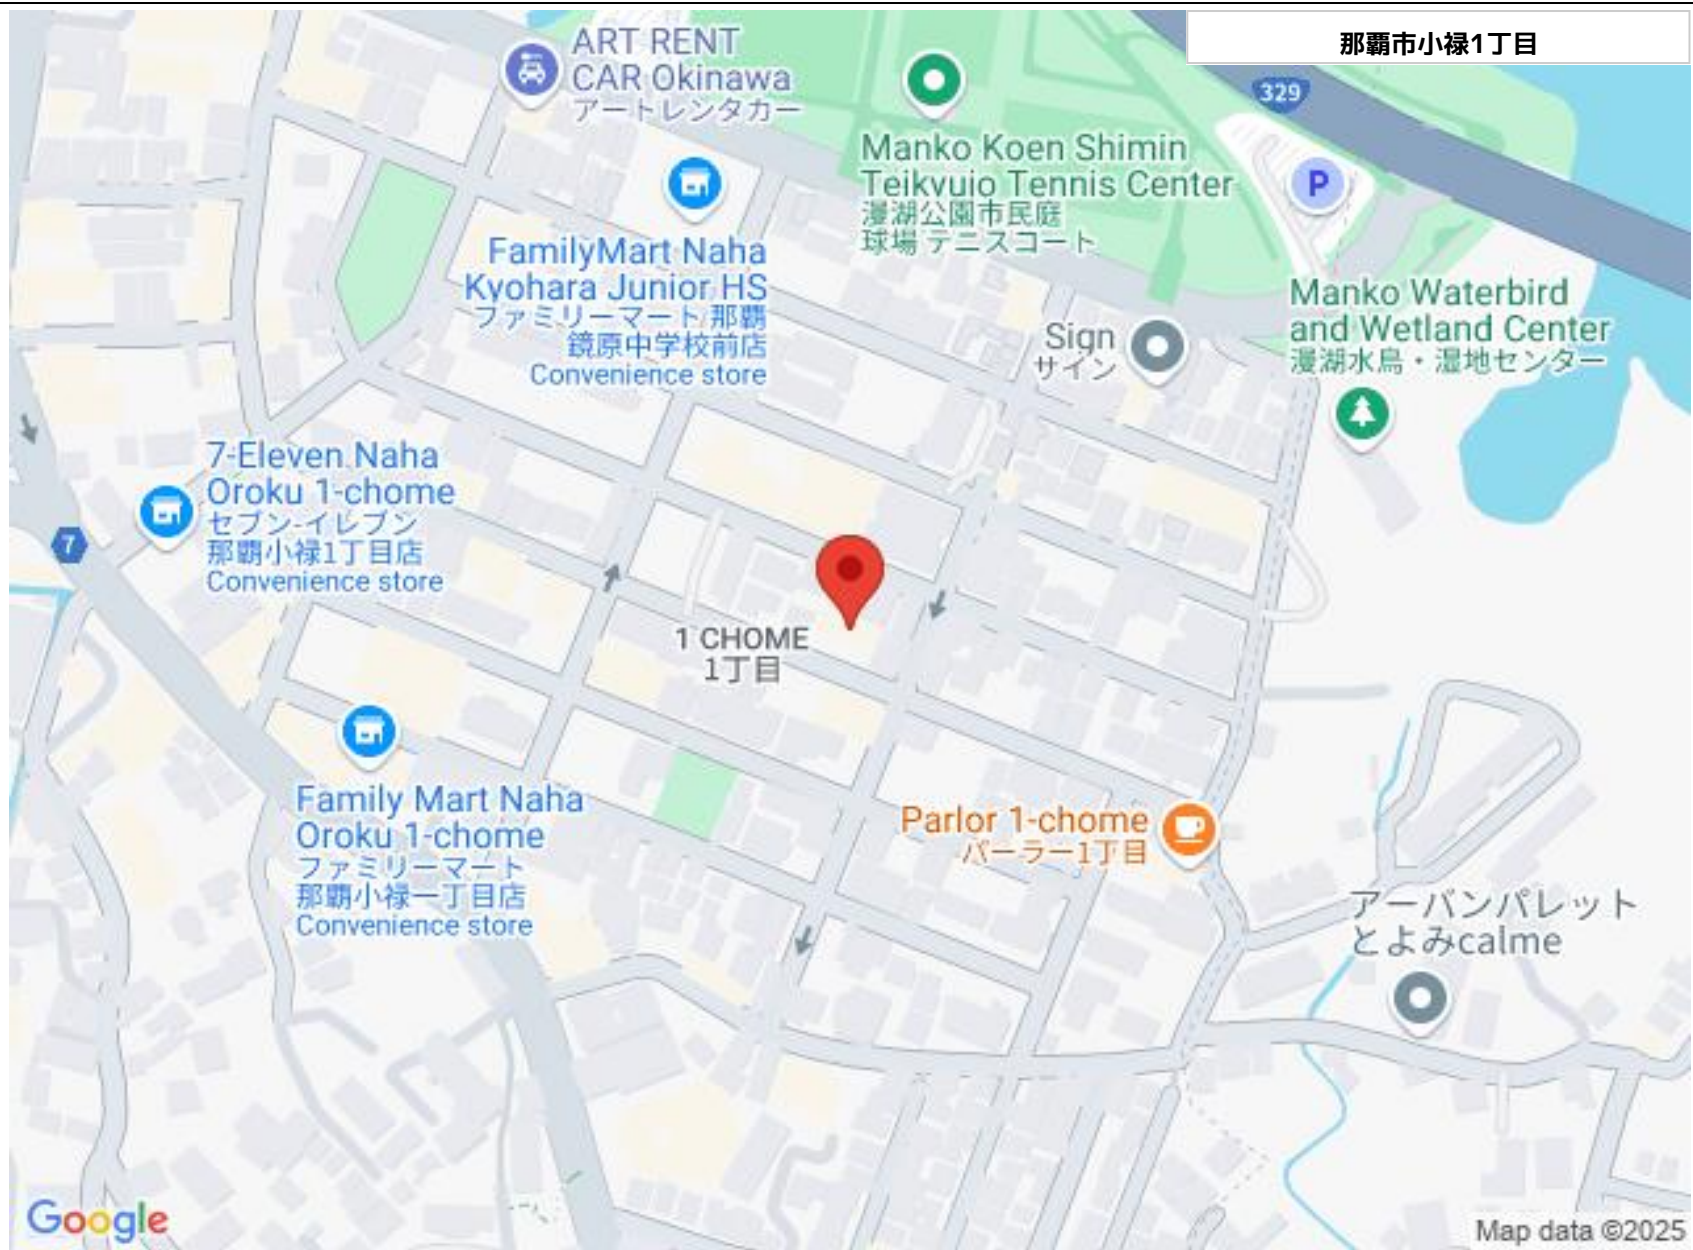 那覇市小禄1丁目
ART RENT
CAR Okinawa
アートレンタカー
329
Manko Koen Shimin
Teikyujo Tennis Center
漫湖公園市民庭
球場 テニスコート
P
FamilyMart Naha
Kyohara Junior HS
ファミリーマート 那覇
鏡原中学校前店
Convenience store
Sign
サイン
Manko Waterbird
and Wetland Center
漫湖水鳥・湿地センター
7-Eleven Naha
Oroku 1-chome
セブン-イレブン
那覇小禄1丁目店
Convenience store
7
1 CHOME
1丁目
Family Mart Naha
Oroku 1-chome
ファミリーマート
那覇小禄一丁目店
Convenience store
Parlor 1-chome
パーラー1丁目
アーバンパレット
とよみcalme
Google
Map data ©2025